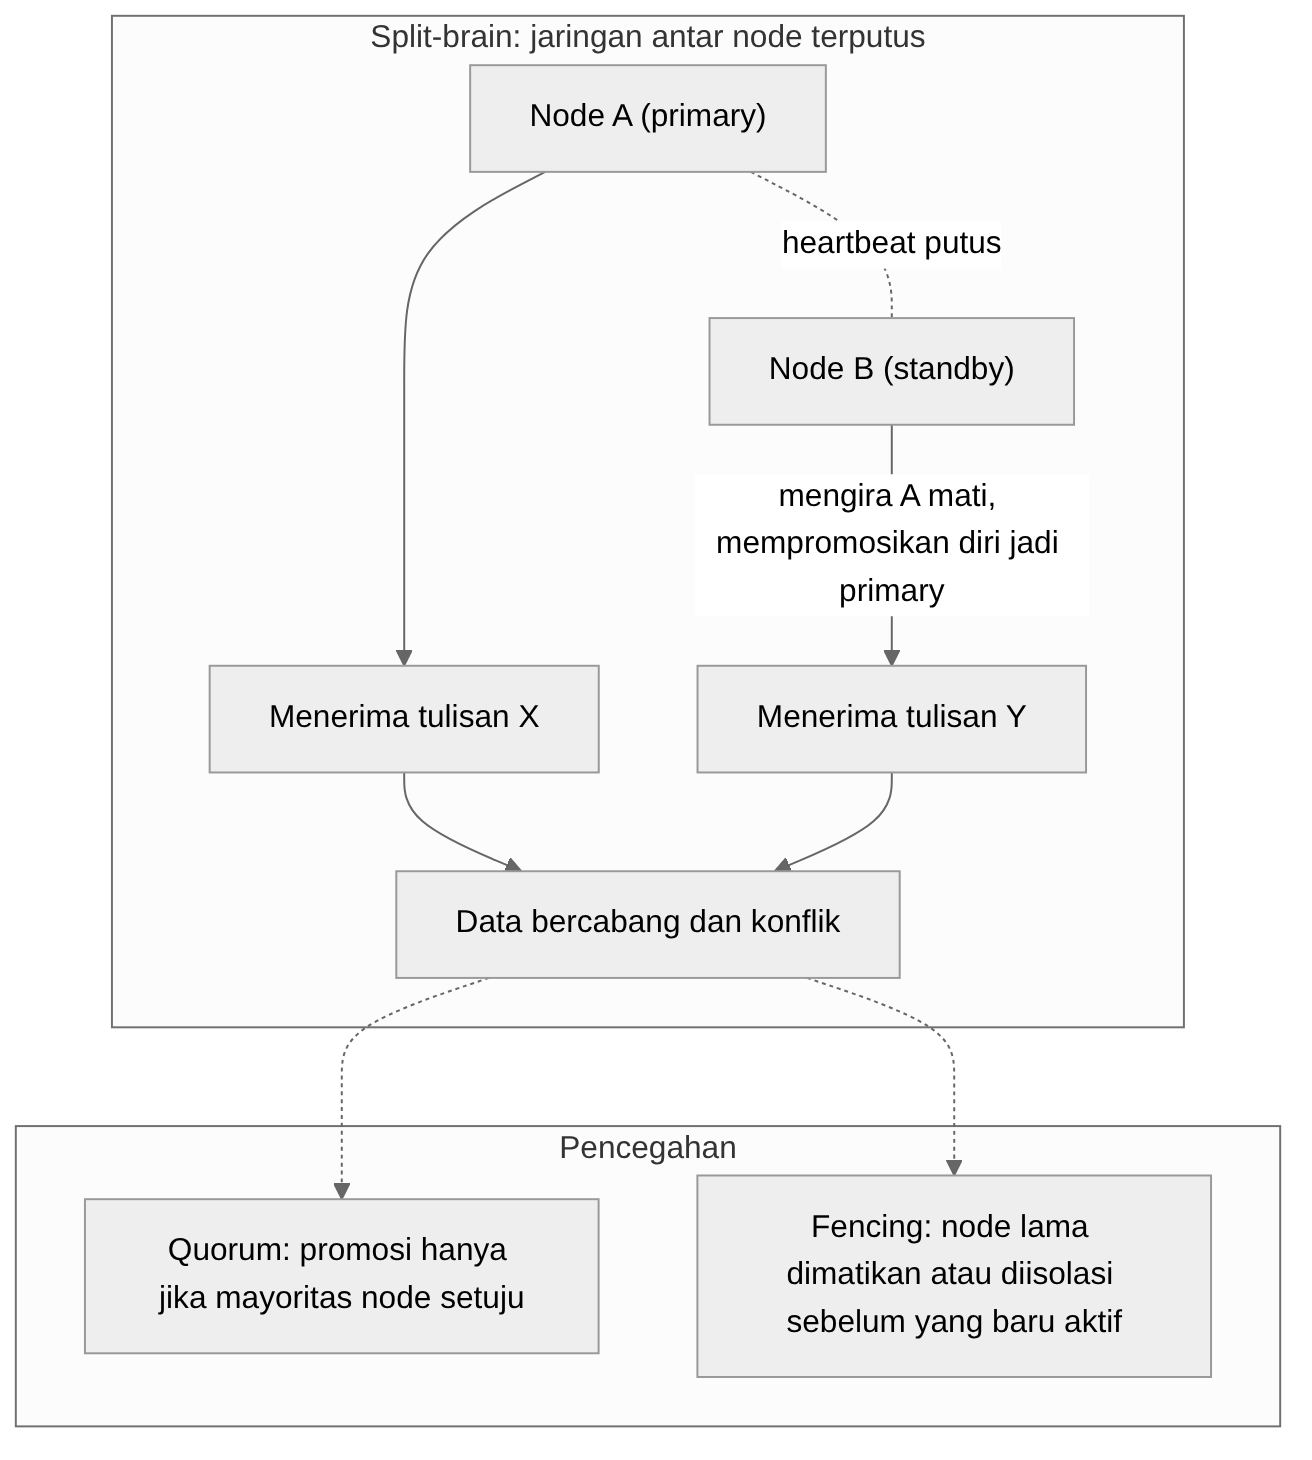 Split-brain: jaringan antar node terputus
Node A (primary)
heartbeat putus
Node B (standby)
mengira A mati,
mempromosikan diri jadi
primary
Menerima tulisan X
Menerima tulisan Y
Data bercabang dan konflik
Pencegahan
Quorum: promosi hanya
jika mayoritas node setuju
Fencing: node lama
dimatikan atau diisolasi
sebelum yang baru aktif